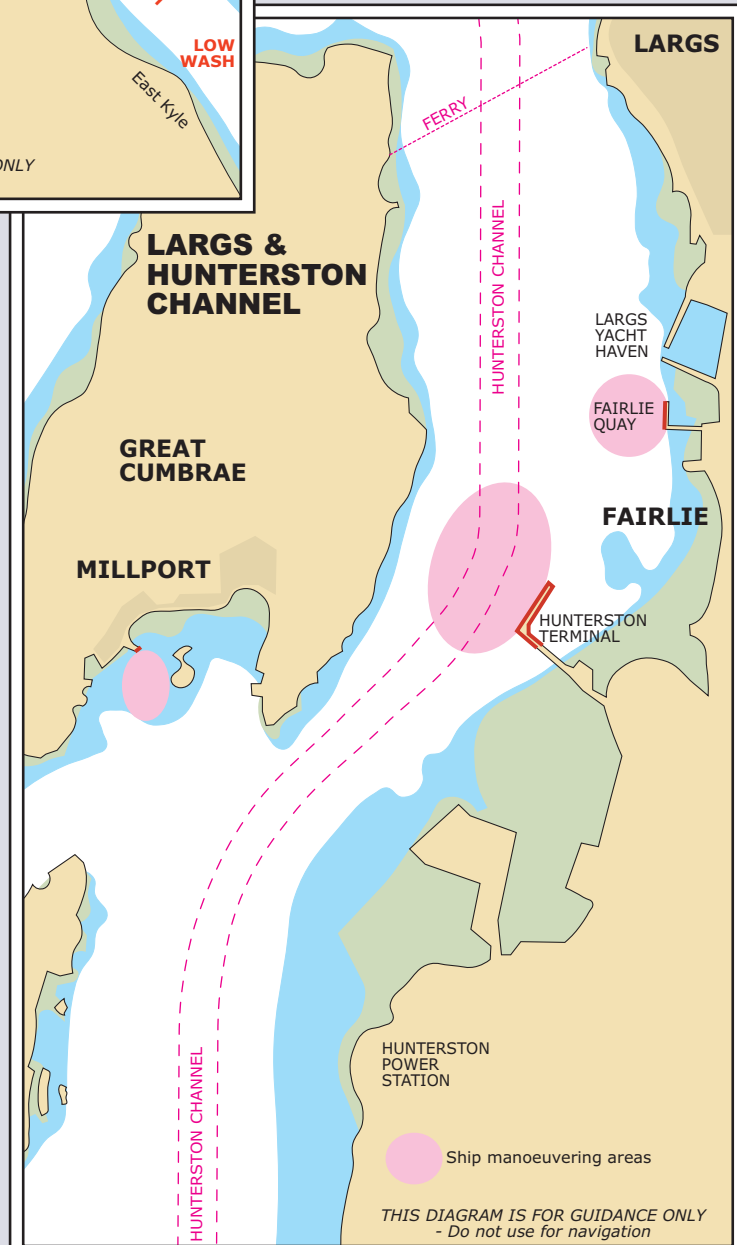 LOW
WASH
East Kyle
ONLY
LARGS
FERRY
LARGS &
HUNTERSTON
CHANNEL
HUNTERSTON CHANNEL
LARGS
YACHT
HAVEN
FAIRLIE
QUAY
GREAT
CUMBRAE
FAIRLIE
MILLPORT
HUNTERSTON
TERMINAL
HUNTERSTON
POWER
STATION
HUNTERSTON CHANNEL
Ship manoeuvering areas
THIS DIAGRAM IS FOR GUIDANCE ONLY
- Do not use for navigation